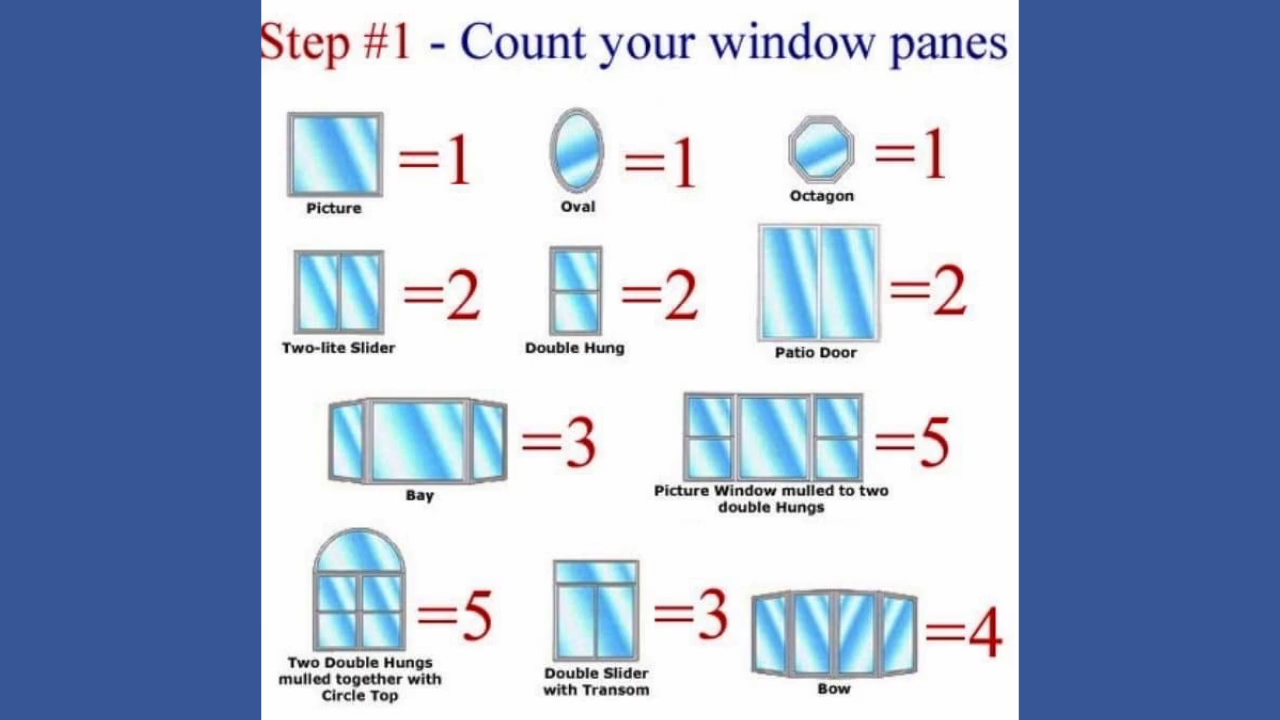 Step #1 - Count your window panes
=1
Picture
=1
Oval
=1
Octagon
=2
Two-lite Slider
=2
Double Hung
=2
Patio Door
=3
Bay
=5
Picture Window mulled to two
double Hungs
=5
Two Double Hungs
mulled together with
Circle Top
=3
Double Slider
with Transom
=4
Bow